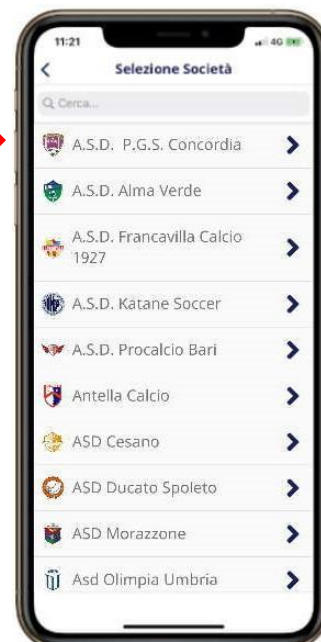 11:21
4G
Selezione Società
Cerca...
A.S.D. P.G.S. Concordia
A.S.D. Alma Verde
A.S.D. Francavilla Calcio
1927
A.S.D. Katane Soccer
A.S.D. Procalcio Bari
Antella Calcio
ASD Cesano
ASD Ducato Spoleto
ASD Morazzone
Asd Olimpia Umbria